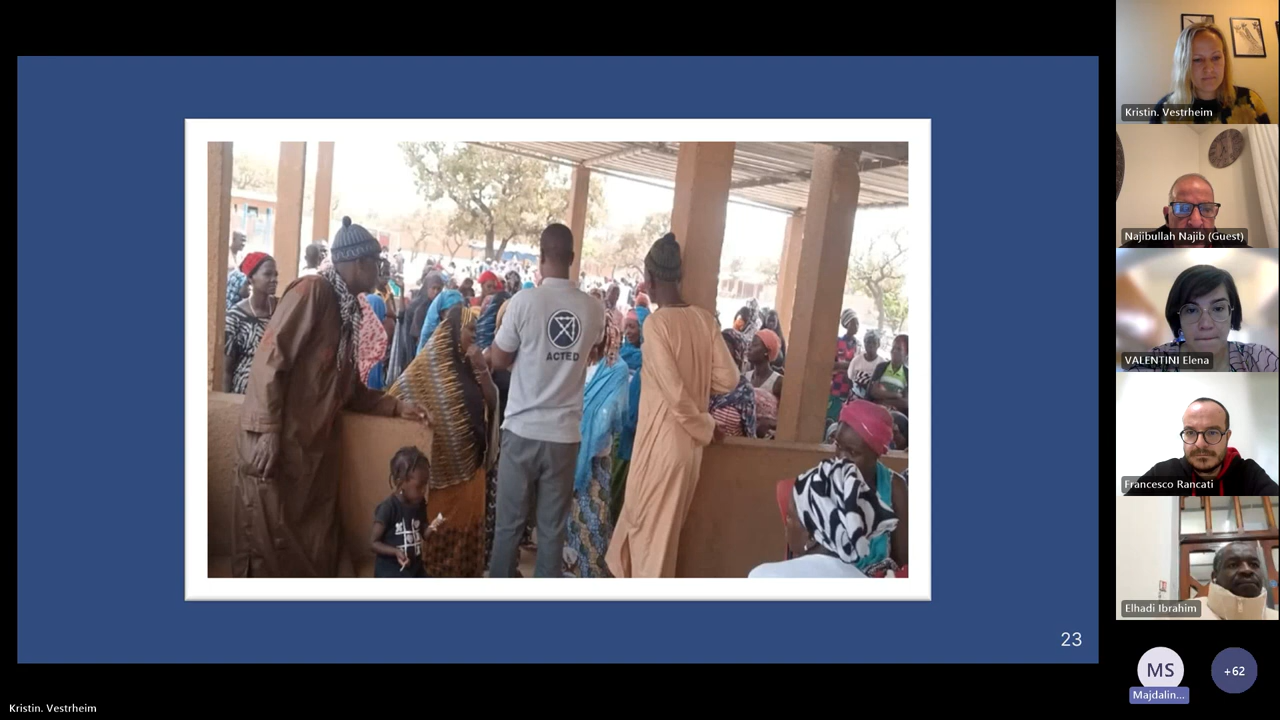 ACTED
23
Kristin. Vestrheim
Kristin. Vestrheim
Najibullah Najib (Guest)
VALENTINI Elena
Francesco Rancati
Elhadi Ibrahim
MS
Majdalin...
+62